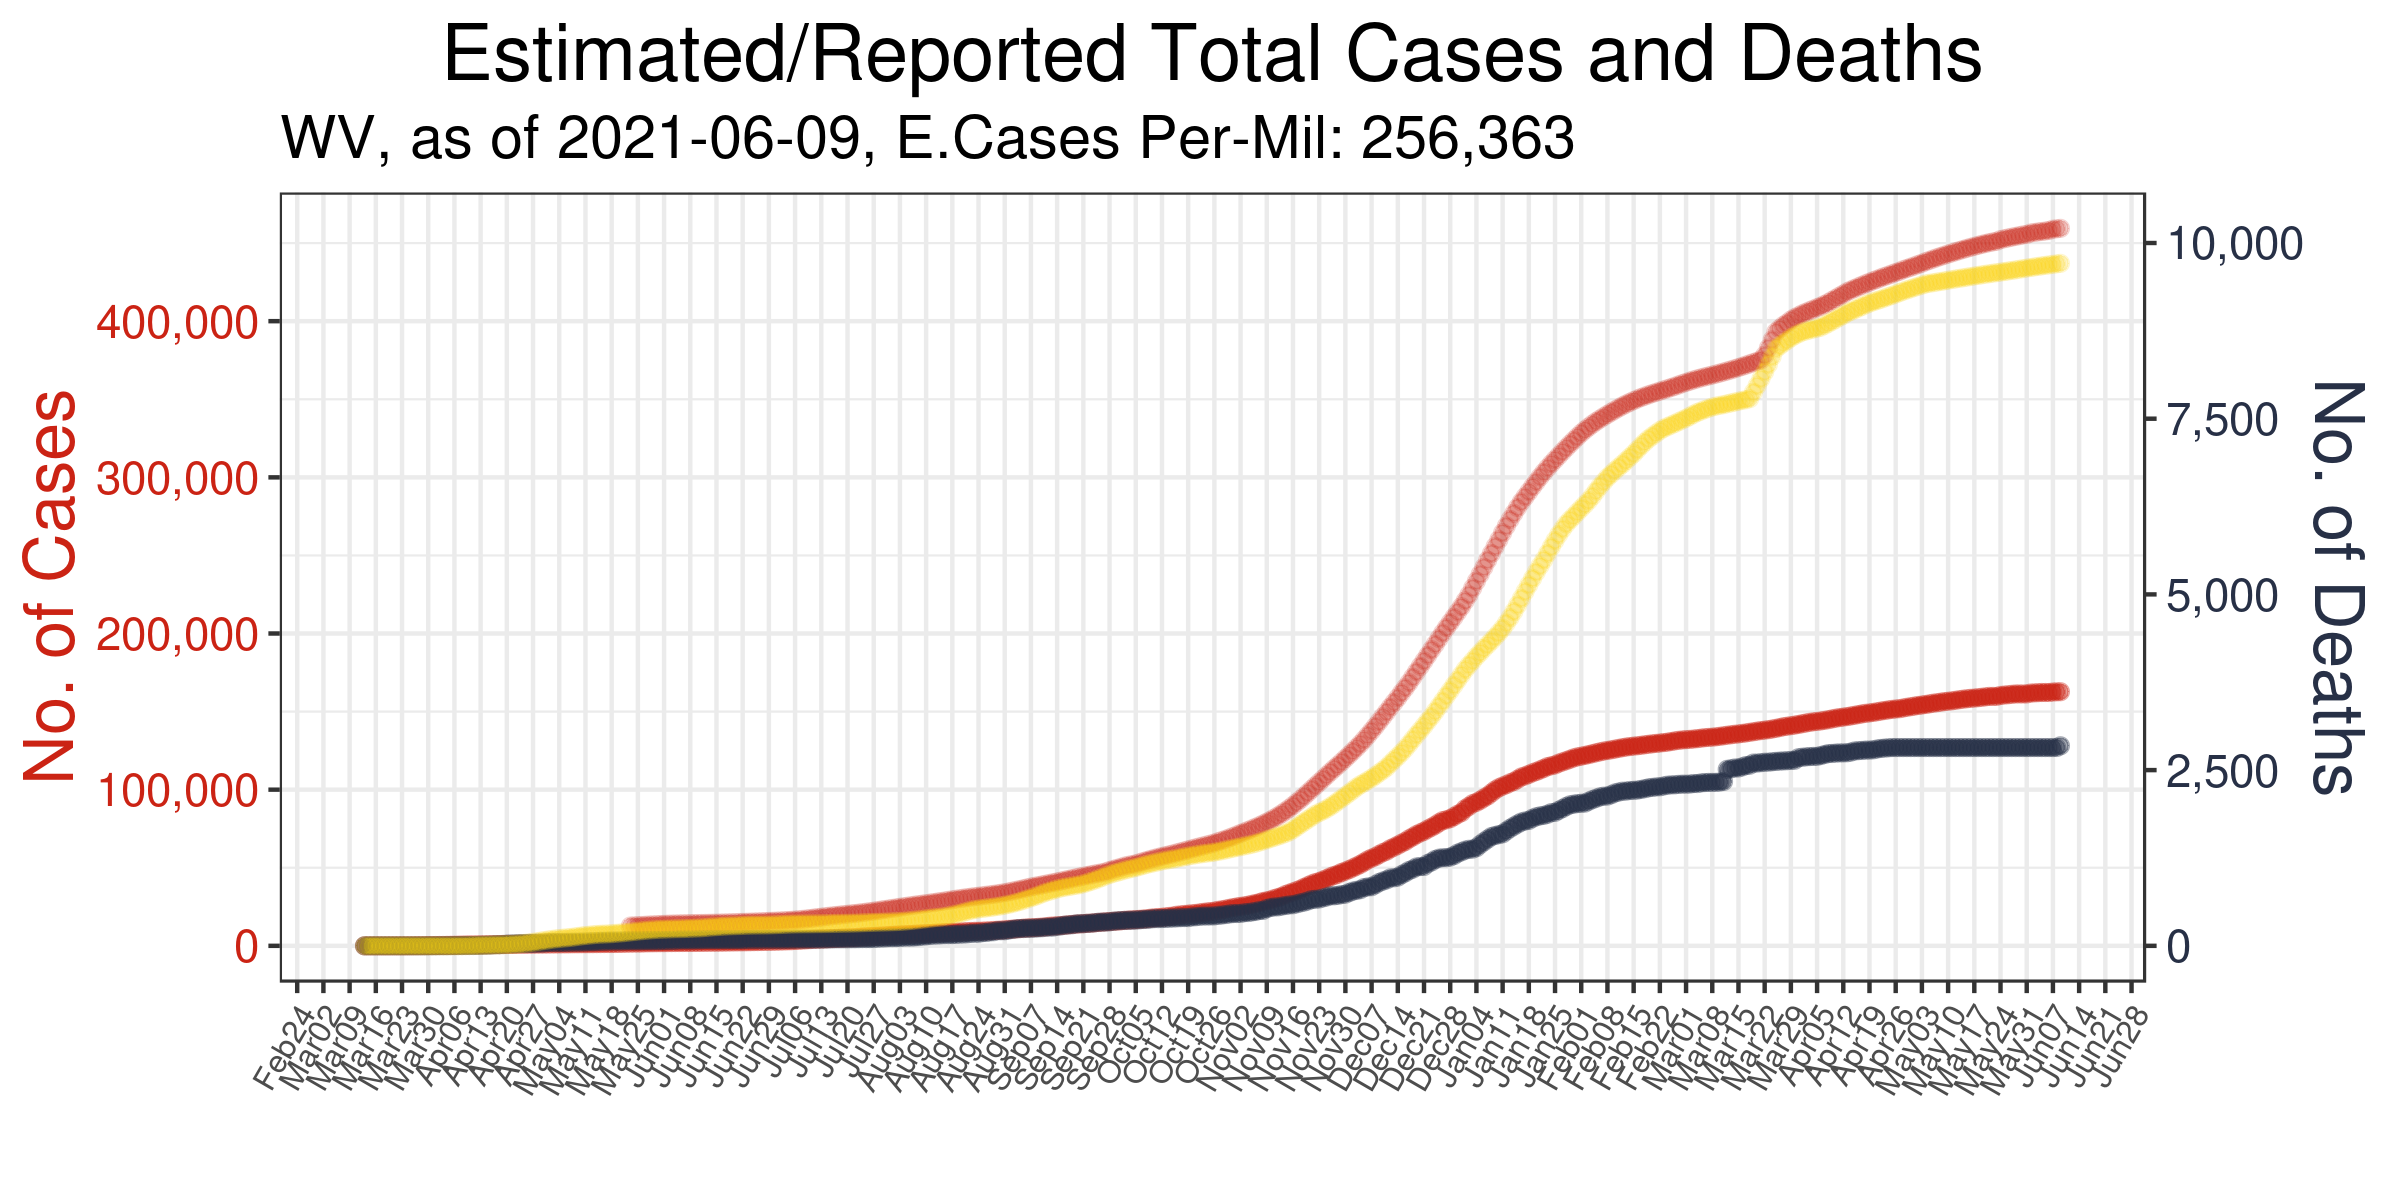 Estimated/Reported Total Cases and Deaths
WV, as of 2021-06-09, E.Cases Per-Mil: 256,363
No. of Cases
400,000
300,000
200,000
100,000
0
10,000
7,500
5,000
2,500
0
No. of Deaths
Feb24
Mar02
Mar09
Mar16
Mar23
Mar30
Apr06
Apr13
Apr20
Apr27
May04
May11
May18
May25
Jun01
Jun08
Jun15
Jun22
Jun29
Jul06
Jul13
Jul20
Jul27
Aug03
Aug10
Aug17
Aug24
Aug31
Sep07
Sep14
Sep21
Sep28
Oct05
Oct12
Oct19
Oct26
Nov02
Nov09
Nov16
Nov23
Nov30
Dec07
Dec14
Dec21
Dec28
Jan04
Jan11
Jan18
Jan25
Feb01
Feb08
Feb15
Feb22
Mar01
Mar08
Mar15
Mar22
Mar29
Apr05
Apr12
Apr19
Apr26
May03
May10
May17
May24
May31
Jun07
Jun14
Jun21
Jun28